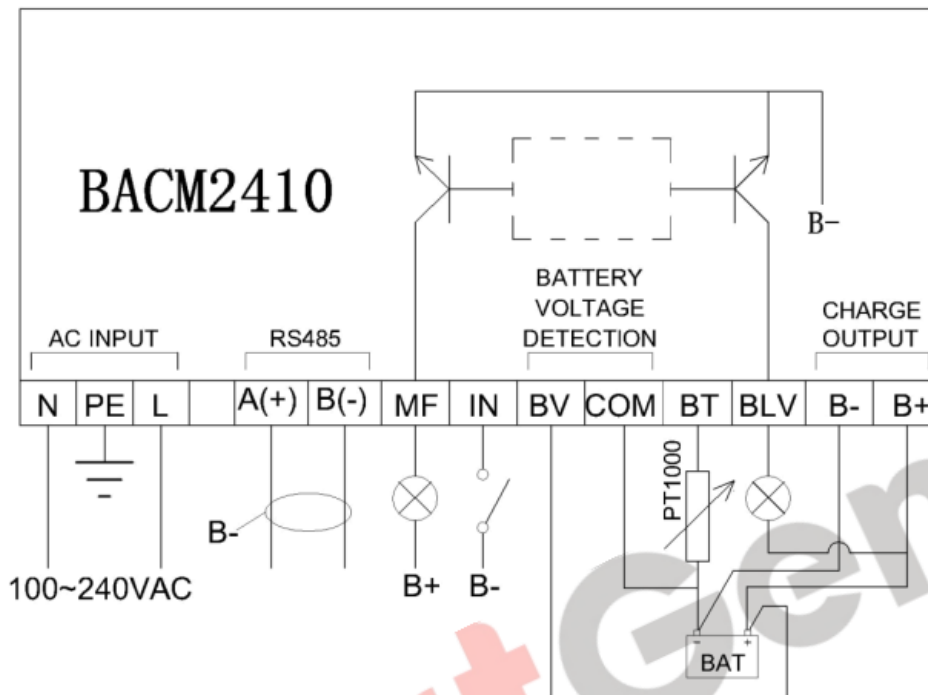 BACM2410
B-
BATTERY
VOLTAGE
DETECTION
CHARGE
OUTPUT
AC INPUT
RS485
N PE L A(+) B(-) MF IN BV COM BT BLV B- B+
PT1000
B-
100~240VAC
B+
B-
- +
BAT
tGen